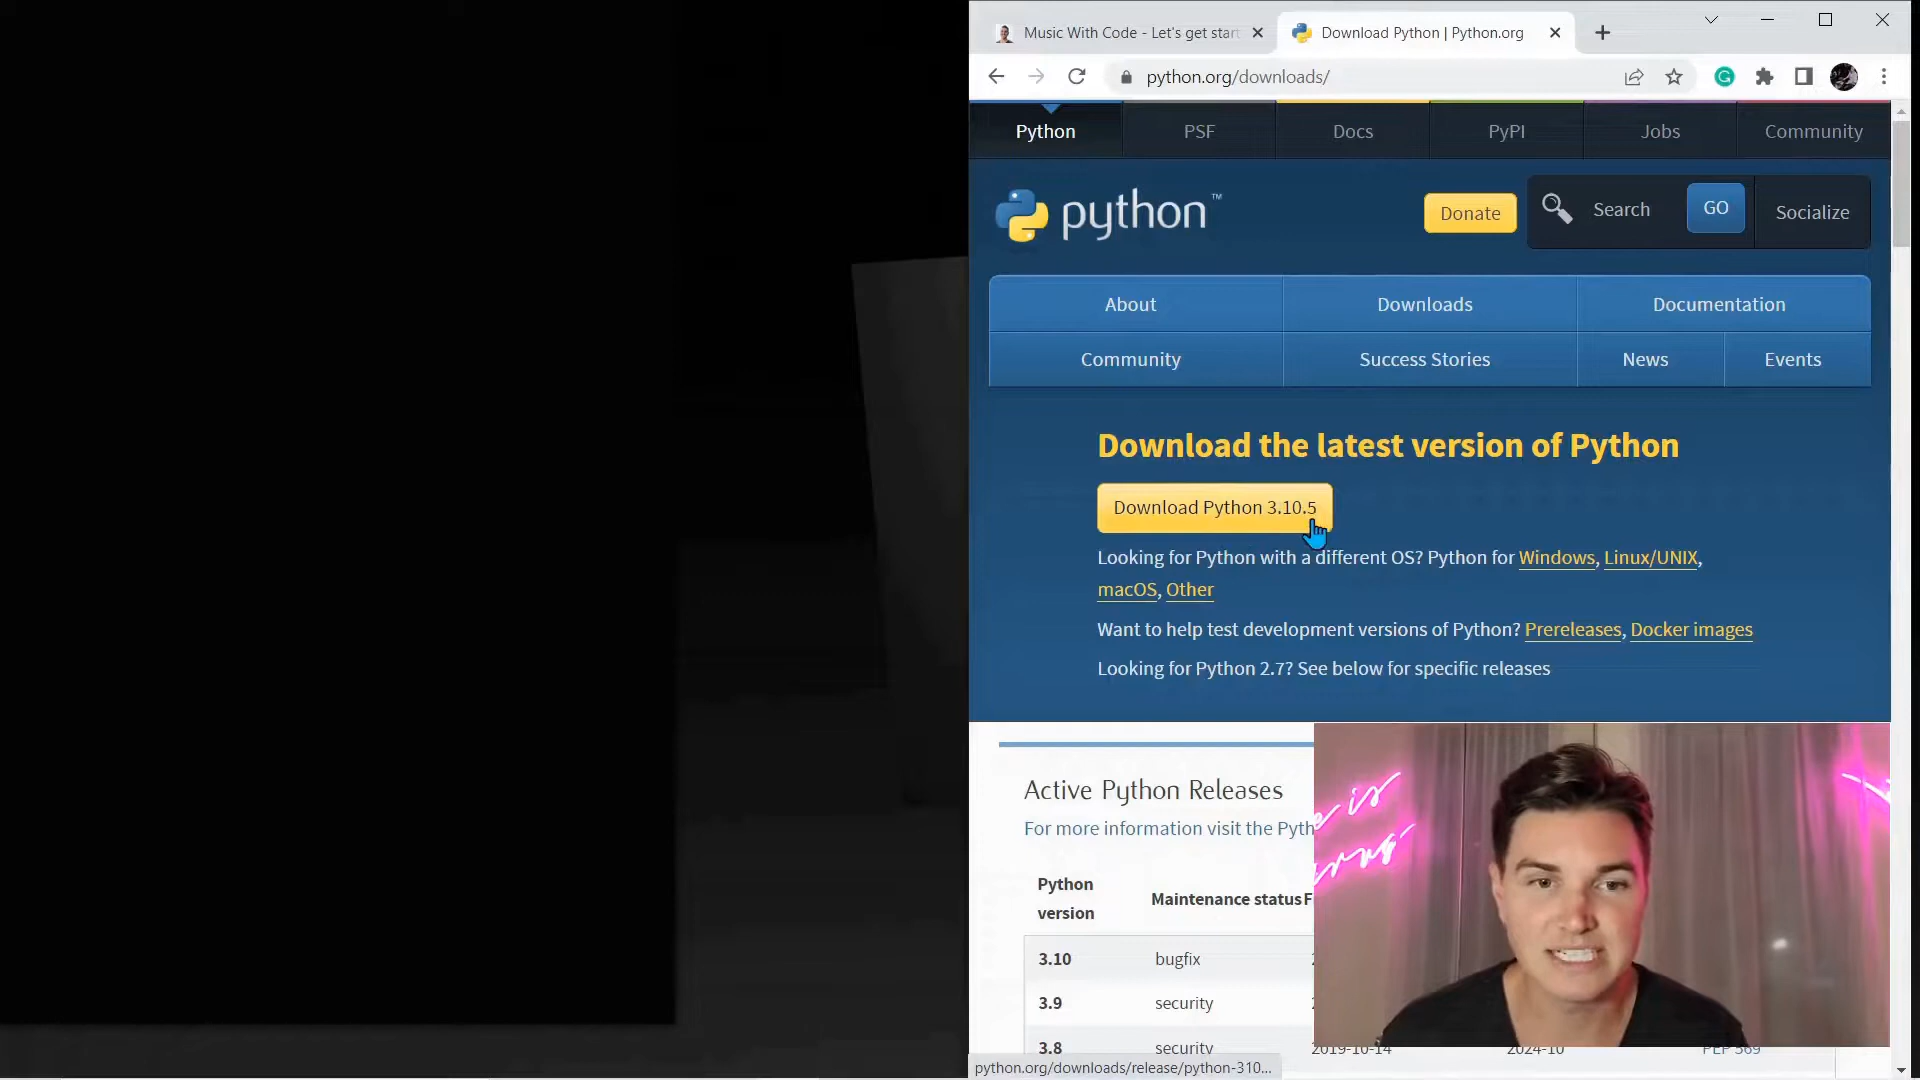 Music With Code - Let's get start
Download Python | Python.org
python.org/downloads/
Python
PSF
Docs
PyPI
Jobs
Community
python™
Donate
Search
GO
Socialize
About
Downloads
Documentation
Community
Success Stories
News
Events
Download the latest version of Python
Download Python 3.10.5
Looking for Python with a different OS? Python for Windows, Linux/UNIX,
macOS, Other
Want to help test development versions of Python? Prereleases, Docker images
Looking for Python 2.7? See below for specific releases
Active Python Releases
For more information visit the Pyth
Python
version
Maintenance status F
3.10 bugfix
3.9 security
3.8 security 2019-10-14 2024-10 PEP 569
python.org/downloads/release/python-310...
is